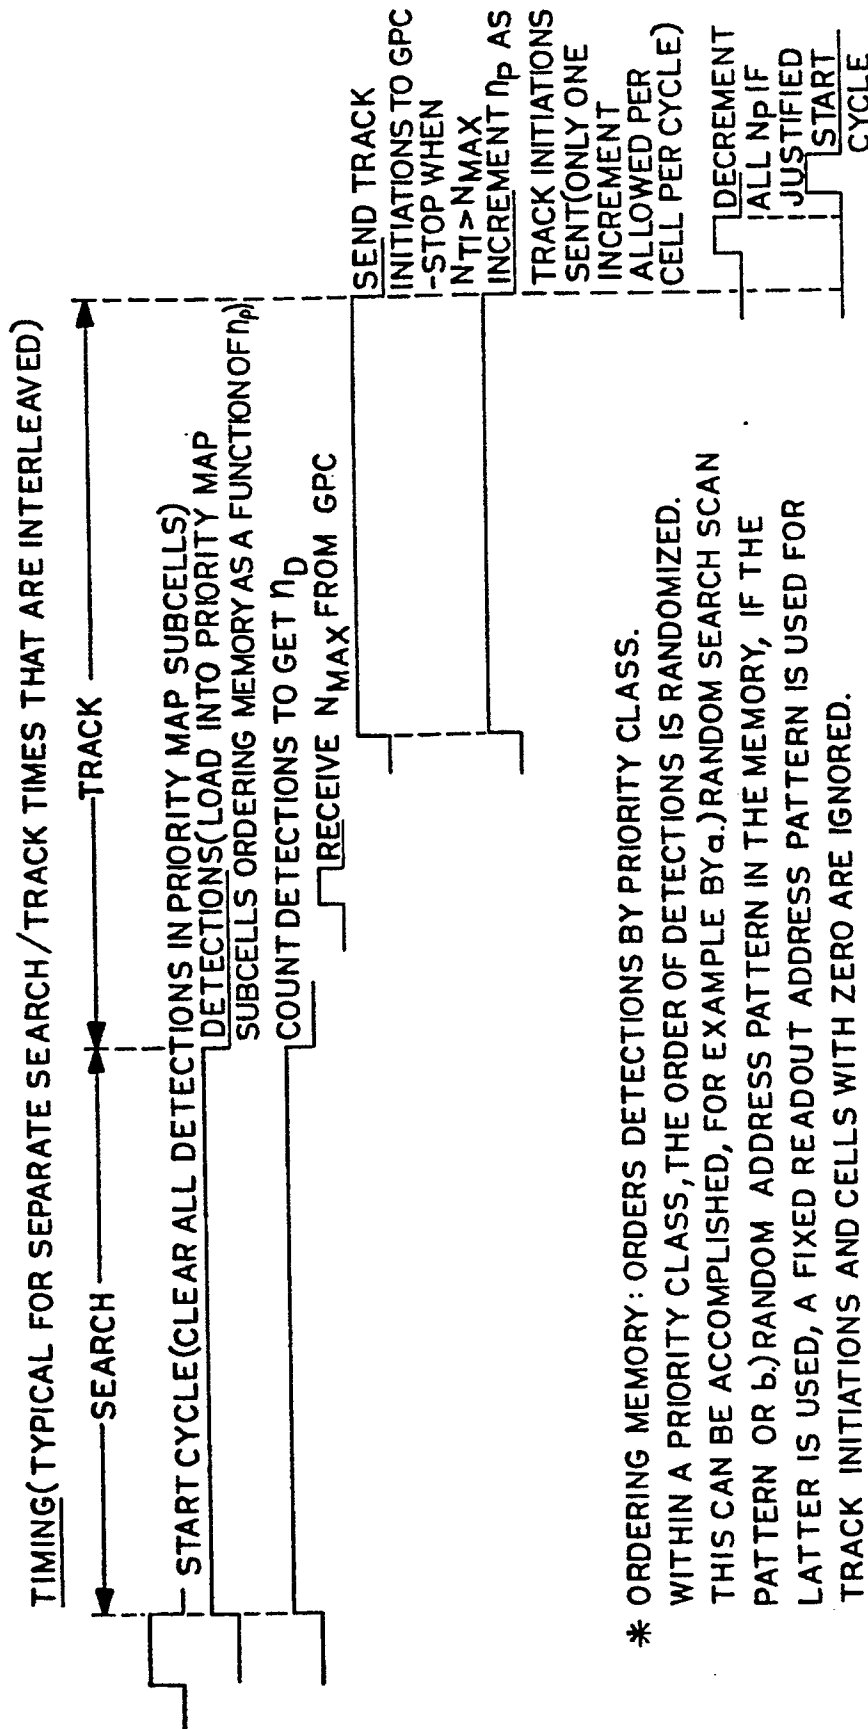 TIMING(TYPICAL FOR SEPARATE SEARCH/TRACK TIMES THAT ARE INTERLEAVED)
SEARCH
TRACK
START CYCLE(CLEAR ALL DETECTIONS IN PRIORITY MAP SUBCELLS)
DETECTIONS(LOAD INTO PRIORITY MAP
SUBCELLS ORDERING MEMORY AS A FUNCTION OF np)
COUNT DETECTIONS TO GET nD
RECEIVE NMAX FROM GPC
SEND TRACK
INITIATIONS TO GPC
-STOP WHEN
NTI>NMAX
INCREMENT np AS
TRACK INITIATIONS
SENT(ONLY ONE
INCREMENT
ALLOWED PER
CELL PER CYCLE)
DECREMENT
ALL Np IF
JUSTIFIED
START
CYCLE
* ORDERING MEMORY: ORDERS DETECTIONS BY PRIORITY CLASS.
WITHIN A PRIORITY CLASS, THE ORDER OF DETECTIONS IS RANDOMIZED.
THIS CAN BE ACCOMPLISHED, FOR EXAMPLE BY a.) RANDOM SEARCH SCAN
PATTERN OR b.) RANDOM ADDRESS PATTERN IN THE MEMORY, IF THE
LATTER IS USED, A FIXED READOUT ADDRESS PATTERN IS USED FOR
TRACK INITIATIONS AND CELLS WITH ZERO ARE IGNORED.